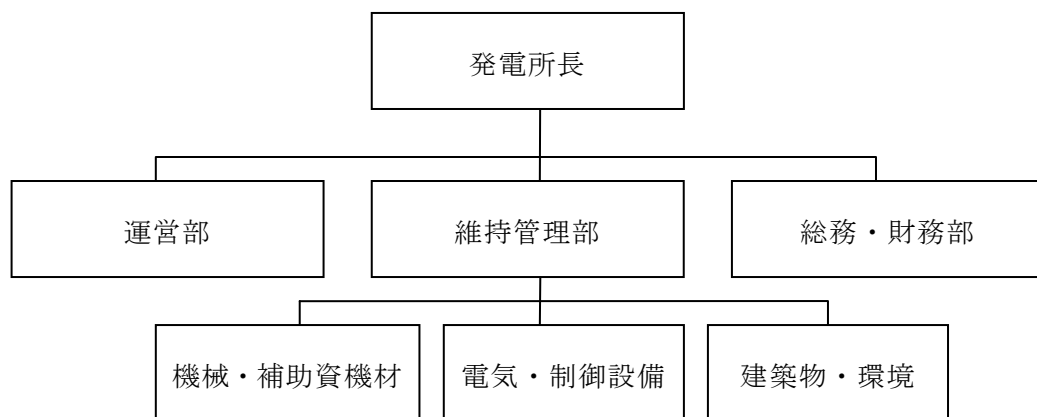 発電所長
運営部
維持管理部
総務・財務部
機械・補助資機材
電気・制御設備
建築物・環境